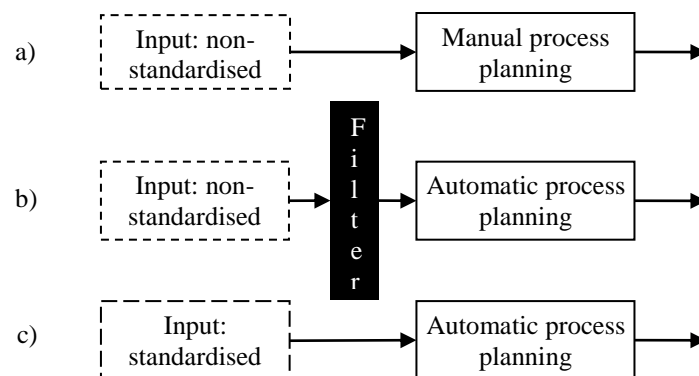 a)
Input: non-
standardised
Manual process
planning
F
i
l
t
e
r
b)
Input: non-
standardised
Automatic process
planning
c)
Input:
standardised
Automatic process
planning